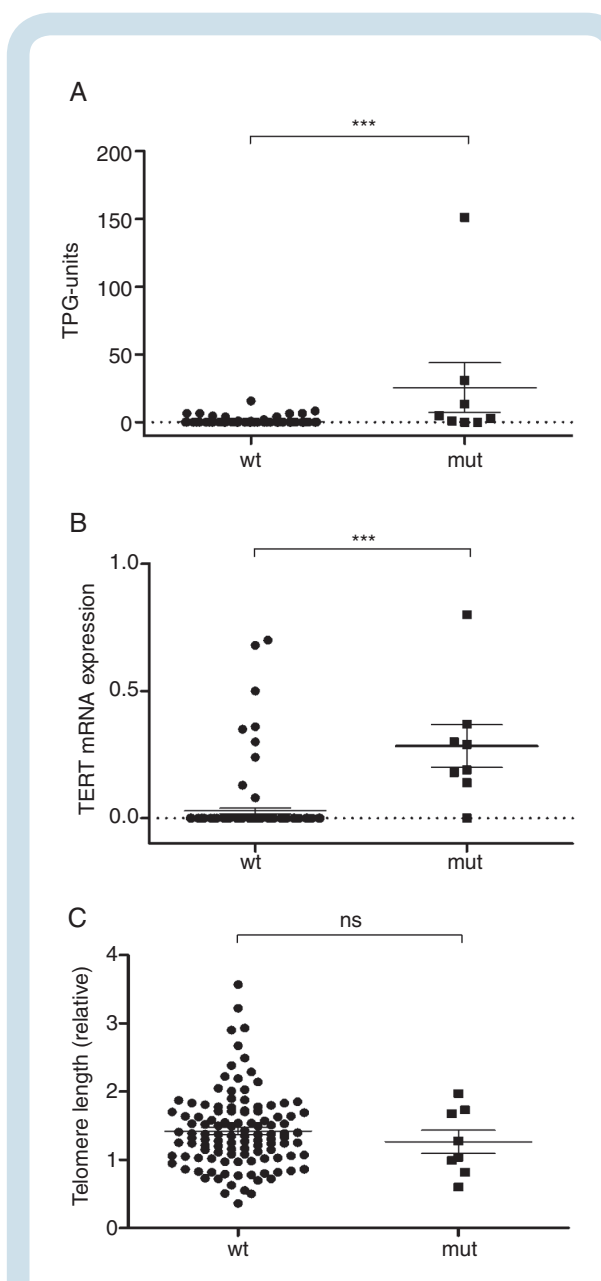 A
***
200
150
100
50
0
TPG-units
wt mut
B
***
1.0
0.5
0.0
TERT mRNA expression
wt mut
C
ns
4
3
2
1
0
Telomere length (relative)
wt mut